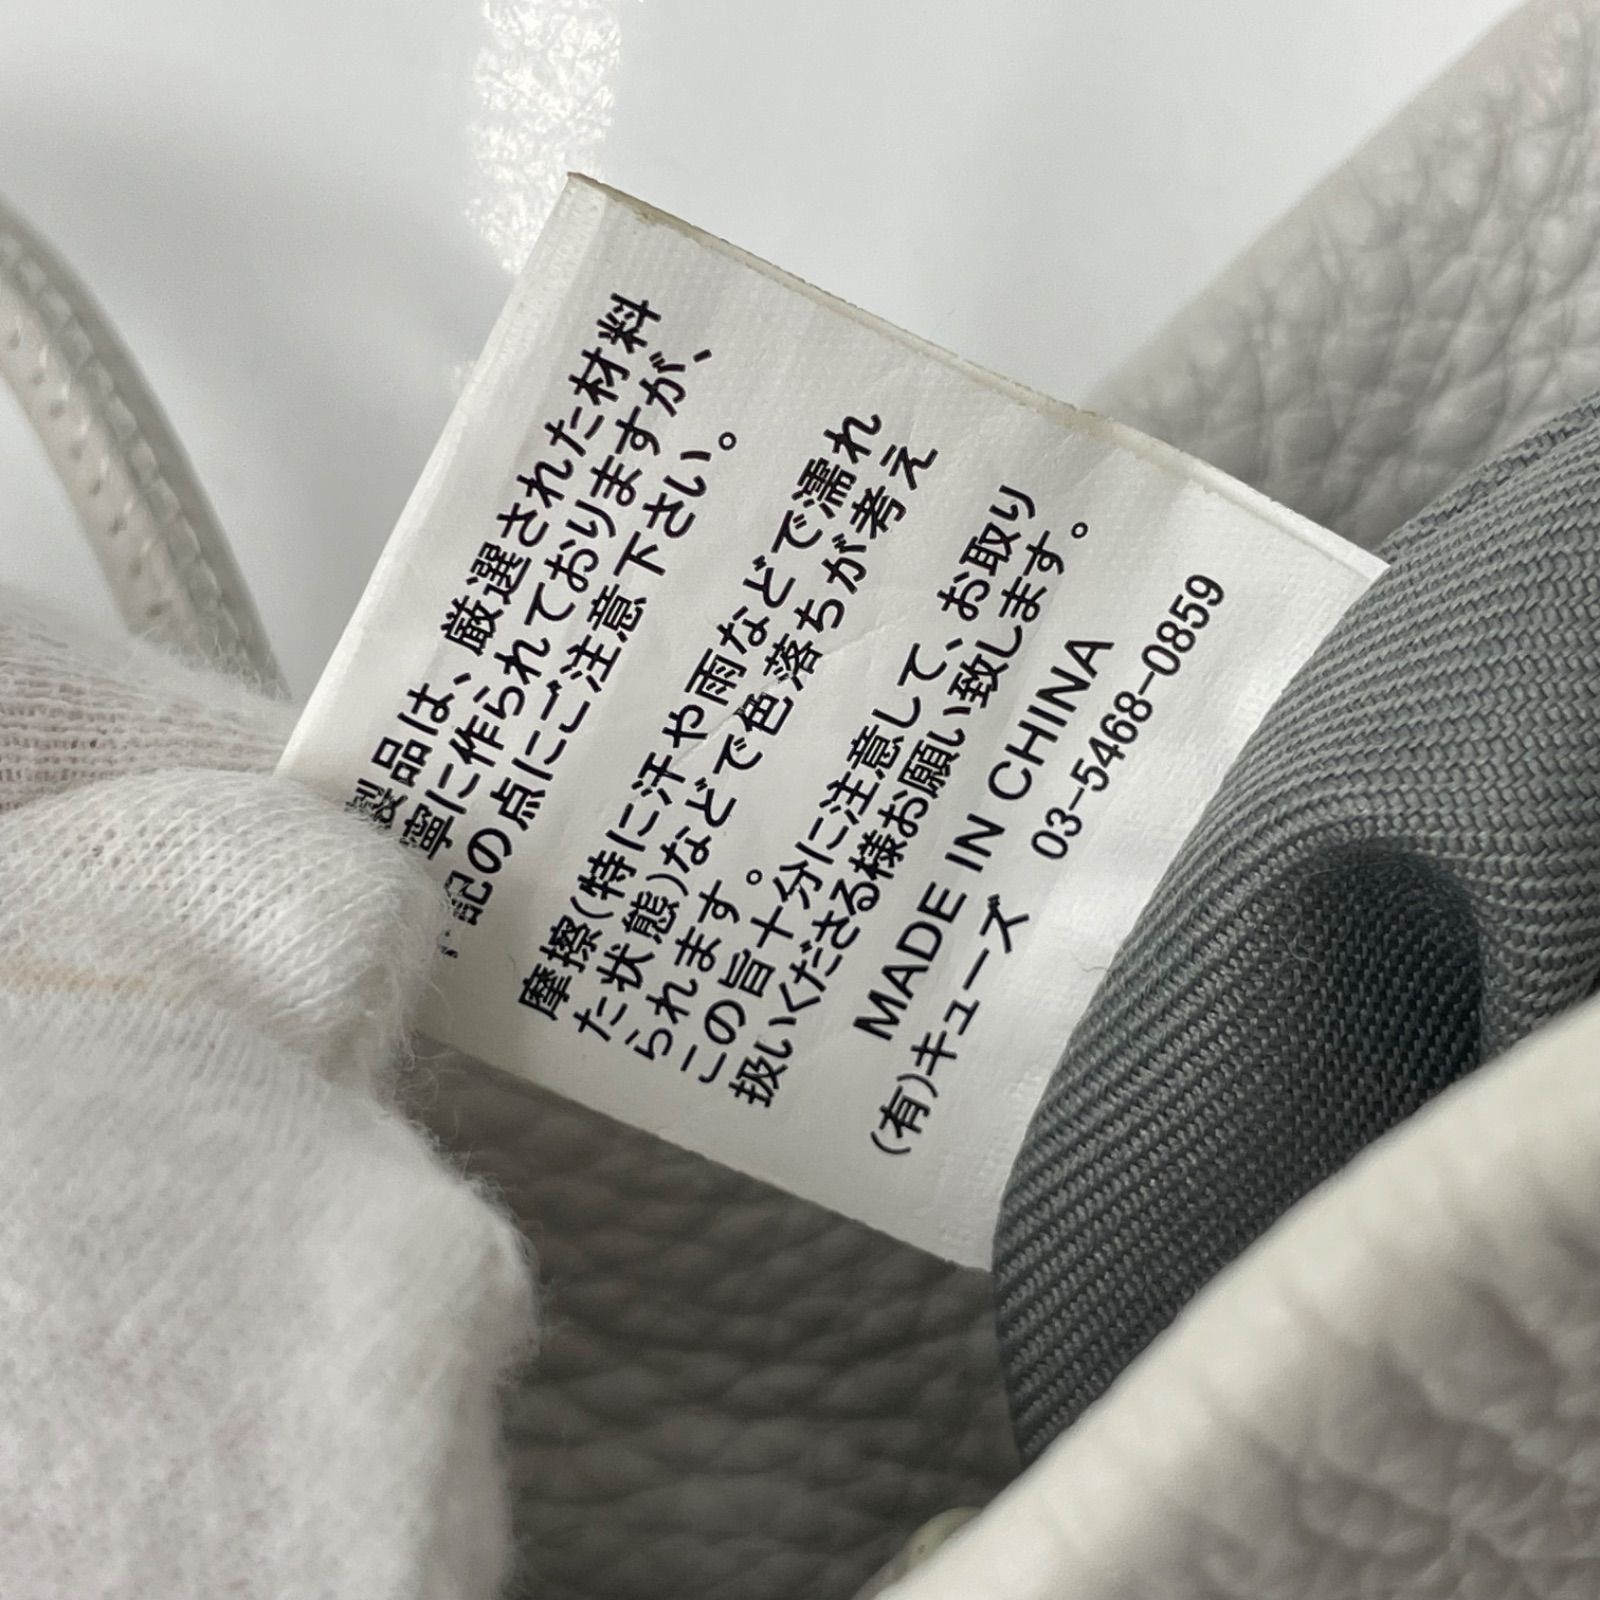 製品は、厳選された材料
寧に作られておりますが、
記の点にご注意下さい。
摩擦(特に汗や雨などで濡れ
た状態)などで色落ちが考え
られます。
この旨十分に注意して、お取り
扱いくださる様お願い致します。
MADE IN CHINA
(有)キューズ 03-5468-0859